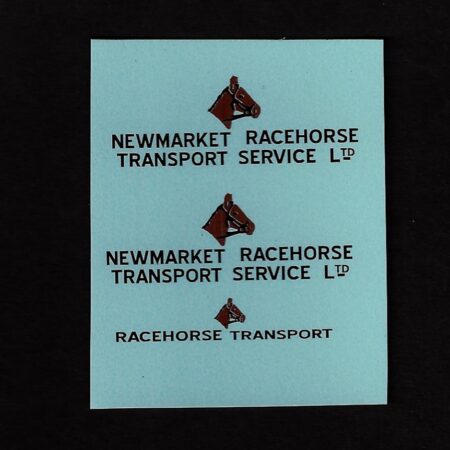 NEWMARKET RACEHORSE
TRANSPORT SERVICE LTD
NEWMARKET RACEHORSE
TRANSPORT SERVICE LTD
RACEHORSE TRANSPORT